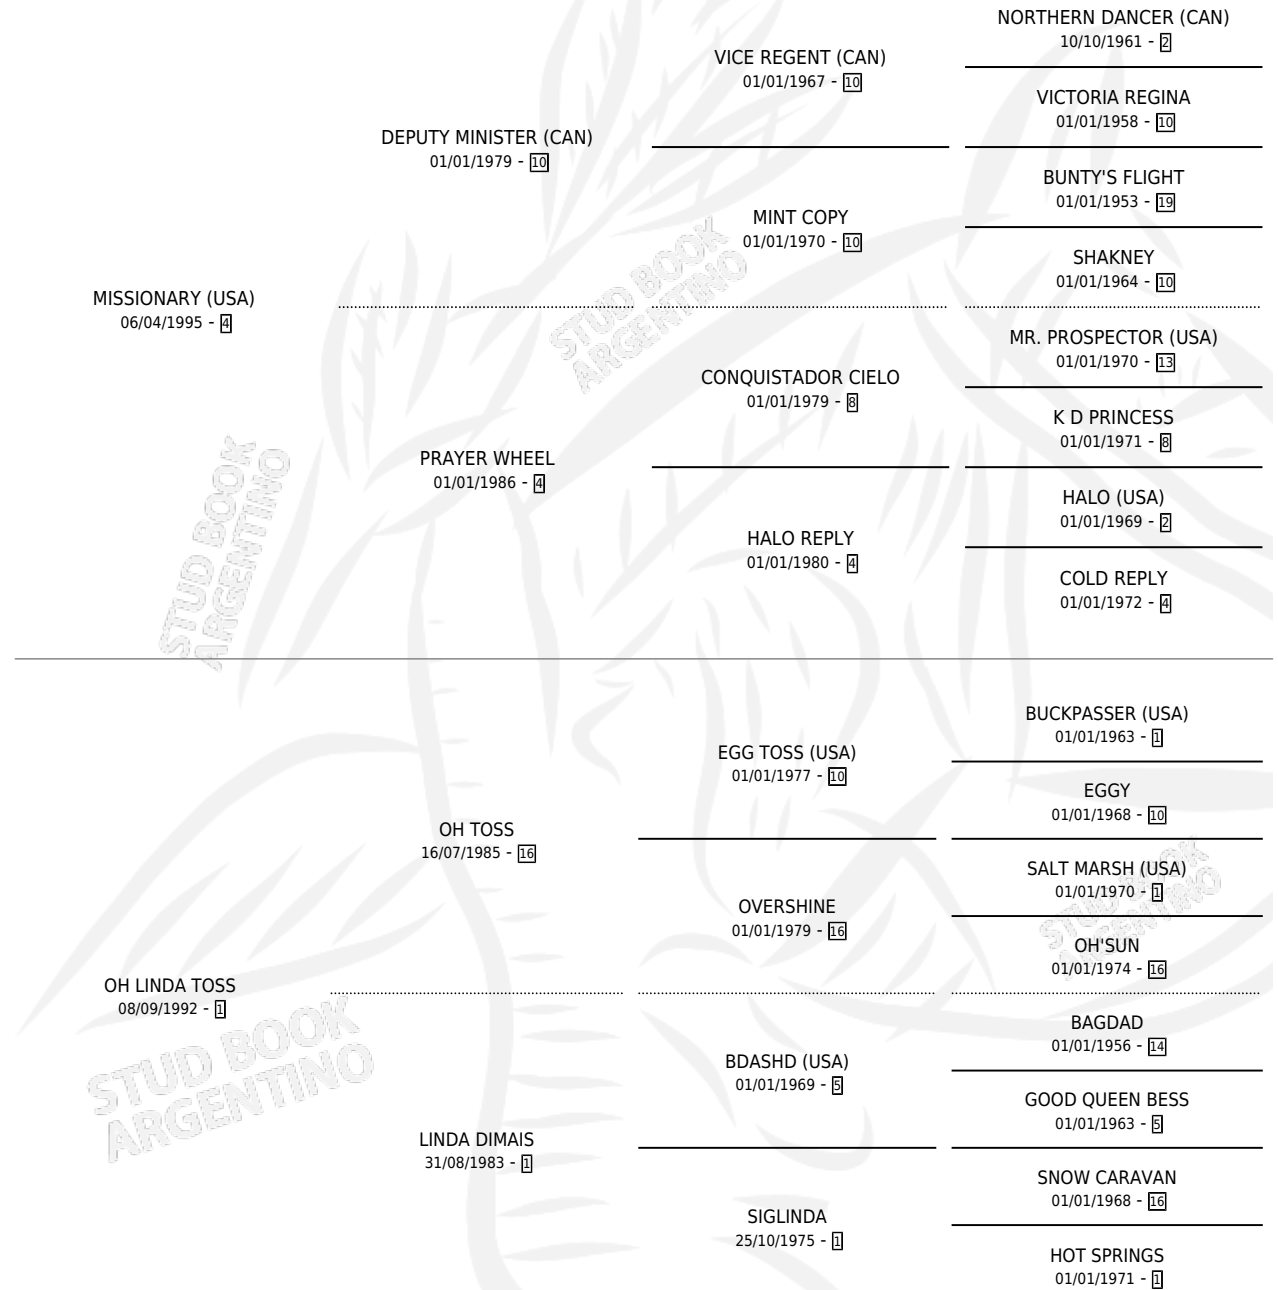 NORTHERN DANCER (CAN)
10/10/1961 - 2
VICE REGENT (CAN)
01/01/1967 - 10
VICTORIA REGINA
01/01/1958 - 10
DEPUTY MINISTER (CAN)
01/01/1979 - 10
BUNTY'S FLIGHT
01/01/1953 - 19
MINT COPY
01/01/1970 - 10
SHAKNEY
01/01/1964 - 10
MISSIONARY (USA)
06/04/1995 - 4
MR. PROSPECTOR (USA)
01/01/1970 - 13
CONQUISTADOR CIELO
01/01/1979 - 8
K D PRINCESS
01/01/1971 - 8
PRAYER WHEEL
01/01/1986 - 4
HALO (USA)
01/01/1969 - 2
HALO REPLY
01/01/1980 - 4
COLD REPLY
01/01/1972 - 4
BUCKPASSER (USA)
01/01/1963 - 1
EGG TOSS (USA)
01/01/1977 - 10
EGGY
01/01/1968 - 10
OH TOSS
16/07/1985 - 16
SALT MARSH (USA)
01/01/1970 - 1
OVERSHINE
01/01/1979 - 16
OH'SUN
01/01/1974 - 16
OH LINDA TOSS
08/09/1992 - 1
BAGDAD
01/01/1956 - 14
BDASHD (USA)
01/01/1969 - 5
GOOD QUEEN BESS
01/01/1963 - 5
LINDA DIMAIS
31/08/1983 - 1
SNOW CARAVAN
01/01/1968 - 16
SIGLINDA
25/10/1975 - 1
HOT SPRINGS
01/01/1971 - 1
STUD BOOK
ARGENTINO
STUD BOOK
ARGENTINO
STUD BOOK
ARGENTINO
STUD BOOK
ARGENTINO